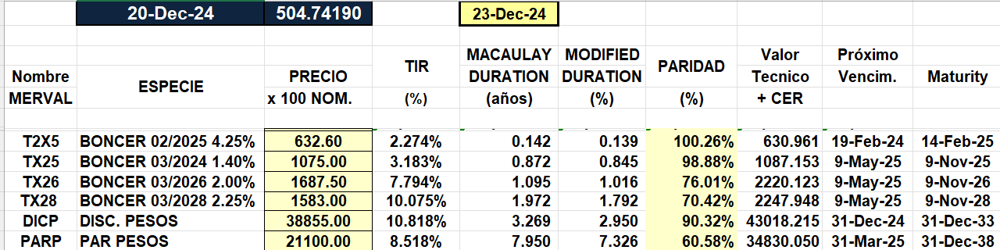 20-Dec-24 504.74190 23-Dec-24
MACAULAY MODIFIED Valor Próximo
TIR PARIDAD
Nombre PRECIO DURATION DURATION Tecnico Vencim. Maturity
ESPECIE
MERVAL x 100 NOM. (%) (años) (%) (%) + CER
T2X5 BONCER 02/2025 4.25% 632.60 2.274% 0.142 0.139 100.26% 630.961 19-Feb-24 14-Feb-25
TX25 BONCER 03/2024 1.40% 1075.00 3.183% 0.872 0.845 98.88% 1087.153 9-May-25 9-Nov-25
TX26 BONCER 03/2026 2.00% 1687.50 7.794% 1.095 1.016 76.01% 2220.123 9-May-25 9-Nov-26
TX28 BONCER 03/2028 2.25% 1583.00 10.075% 1.972 1.792 70.42% 2247.948 9-May-25 9-Nov-28
DICP DISC. PESOS 38855.00 10.818% 3.269 2.950 90.32% 43018.215 31-Dec-24 31-Dec-33
PARP PAR PESOS 21100.00 8.518% 7.950 7.326 60.58% 34830.050 31-Mar-25 31-Dec-38